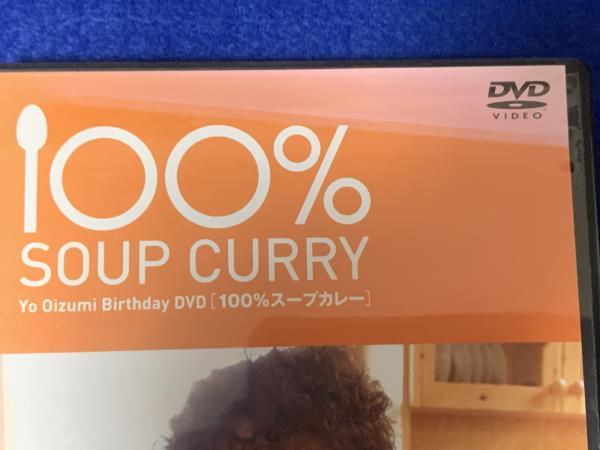 DVD
VIDEO
100%
SOUP CURRY
Yo Oizumi Birthday DVD [100%スープカレー]